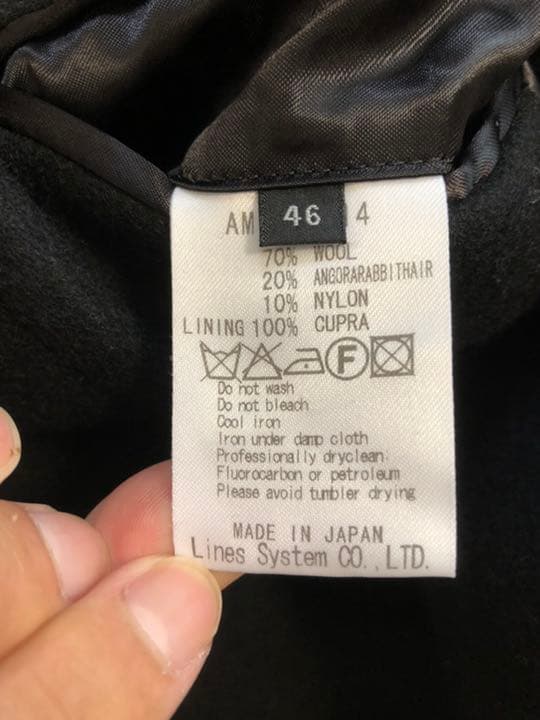 AM 46 4
70% WOOL
20% ANGORARABBITHAIR
10% NYLON
LINING 100% CUPRA
F
Do not wash
Do not bleach
Cool iron
Iron under damp cloth
Professionally dryclean.
Fluorocarbon or petroleum
Please avoid tumbler drying
MADE IN JAPAN
Lines System CO., LTD.